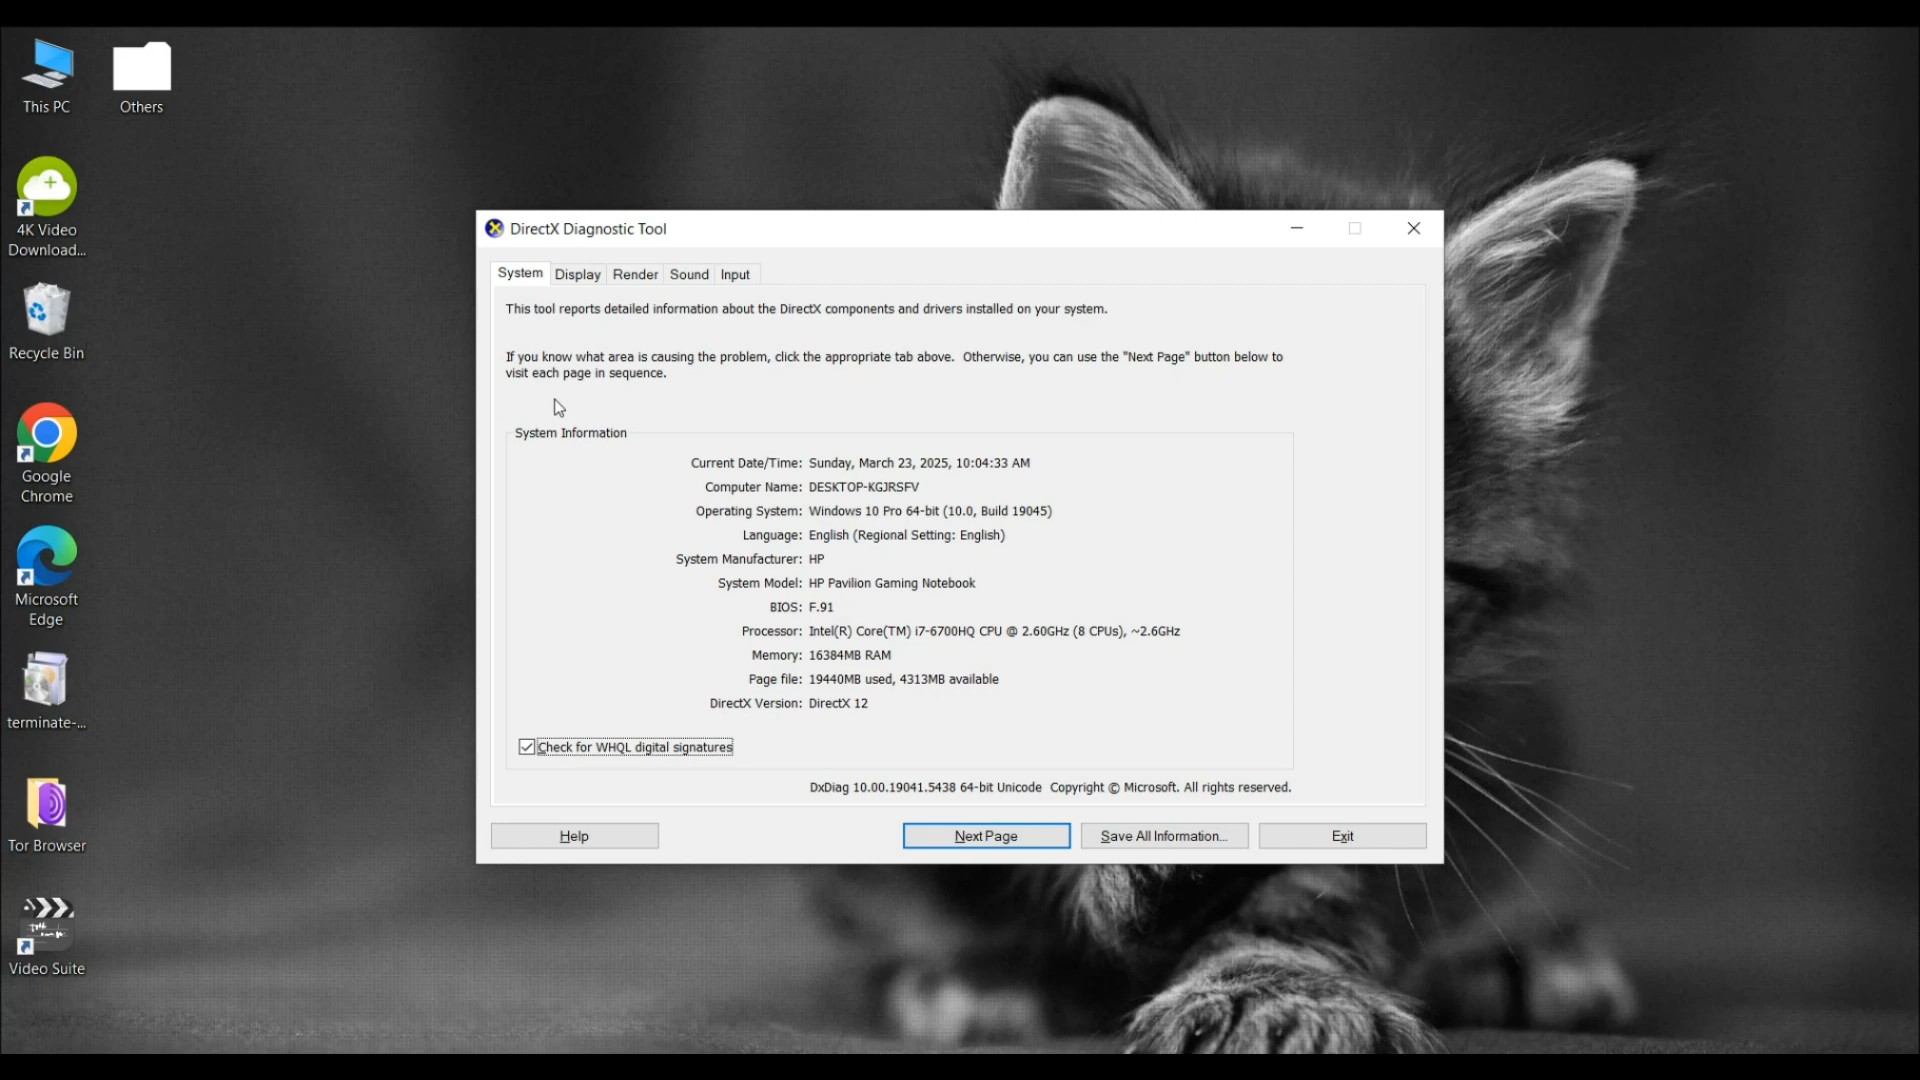 This PC
Others
4K Video
Download...
Recycle Bin
Google
Chrome
Microsoft
Edge
terminate-...
Tor Browser
Video Suite
DirectX Diagnostic Tool
System
Display
Render
Sound
Input
This tool reports detailed information about the DirectX components and drivers installed on your system.
If you know what area is causing the problem, click the appropriate tab above.  Otherwise, you can use the "Next Page" button below to
visit each page in sequence.
System Information
Current Date/Time: Sunday, March 23, 2025, 10:04:33 AM
Computer Name: DESKTOP-KGJRSFV
Operating System: Windows 10 Pro 64-bit (10.0, Build 19045)
Language: English (Regional Setting: English)
System Manufacturer: HP
System Model: HP Pavilion Gaming Notebook
BIOS: F.91
Processor: Intel(R) Core(TM) i7-6700HQ CPU @ 2.60GHz (8 CPUs), ~2.6GHz
Memory: 16384MB RAM
Page file: 19440MB used, 4313MB available
DirectX Version: DirectX 12
Check for WHQL digital signatures
DxDiag 10.00.19041.5438 64-bit Unicode  Copyright © Microsoft. All rights reserved.
Help
Next Page
Save All Information...
Exit